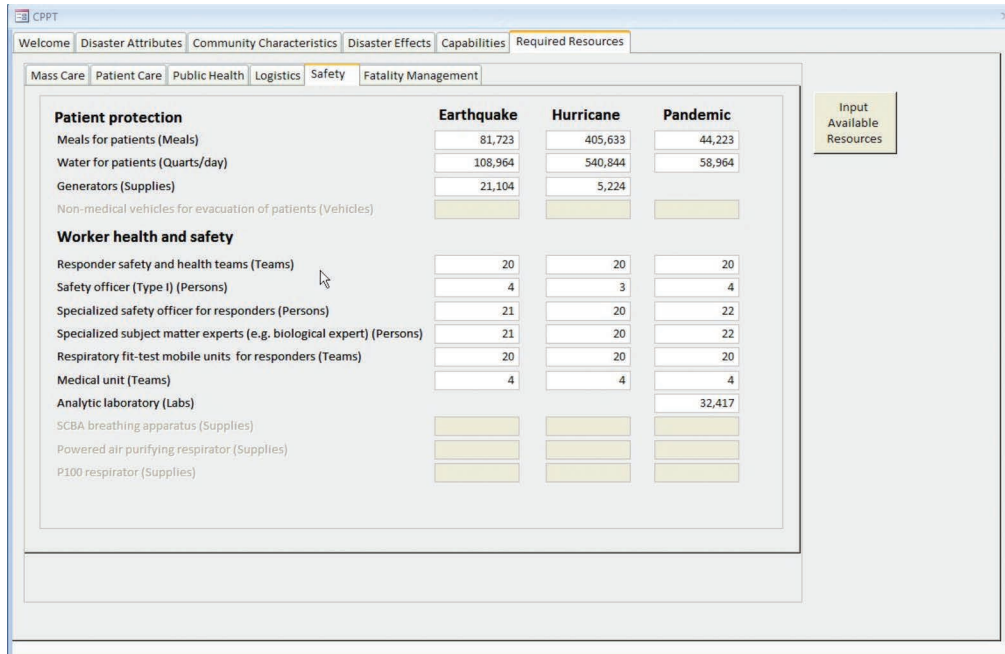 CPPT
Welcome Disaster Attributes Community Characteristics Disaster Effects Capabilities Required Resources
Mass Care Patient Care Public Health Logistics Safety Fatality Management
Input
Available
Resources
Patient protection Earthquake Hurricane Pandemic
Meals for patients (Meals) 81,723 405,633 44,223
Water for patients (Quarts/day) 108,964 540,844 58,964
Generators (Supplies) 21,104 5,224
Non-medical vehicles for evacuation of patients (Vehicles)
Worker health and safety
Responder safety and health teams (Teams) 20 20 20
Safety officer (Type I) (Persons) 4 3 4
Specialized safety officer for responders (Persons) 21 20 22
Specialized subject matter experts (e.g. biological expert) (Persons) 21 20 22
Respiratory fit-test mobile units for responders (Teams) 20 20 20
Medical unit (Teams) 4 4 4
Analytic laboratory (Labs) 32,417
SCBA breathing apparatus (Supplies)
Powered air purifying respirator (Supplies)
P100 respirator (Supplies)